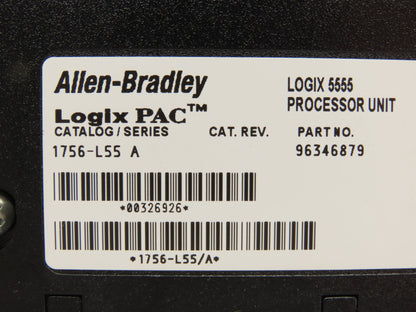 Allen-Bradley
LOGIX 5555
PROCESSOR UNIT
Logix PAC™
CATALOG / SERIES CAT. REV. PART NO.
1756-L55 A 96346879
*00326926*
*1756-L55/A*